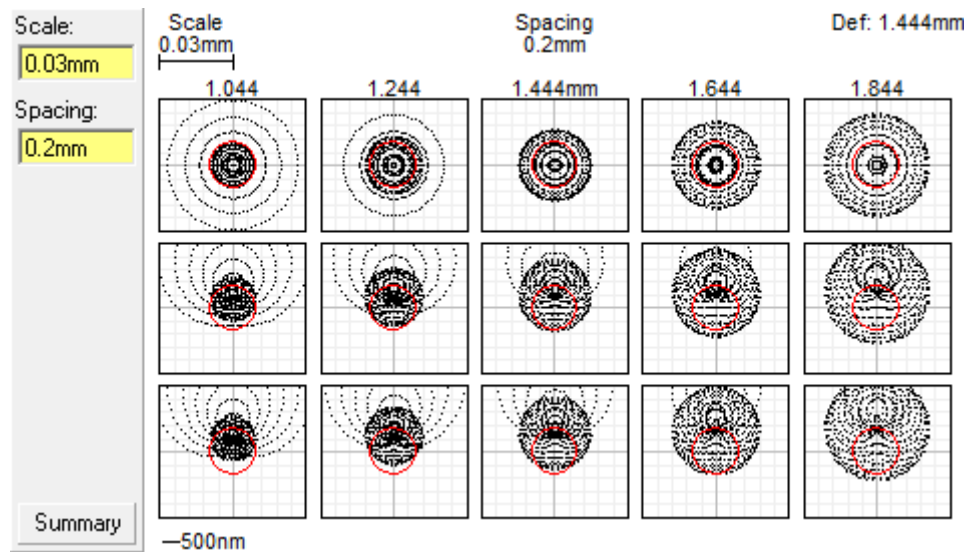 Scale:
0.03mm
Spacing:
0.2mm
Summary
Scale
0.03mm
Spacing
0.2mm
Def: 1.444mm
1.044 1.244 1.444mm 1.644 1.844
—500nm